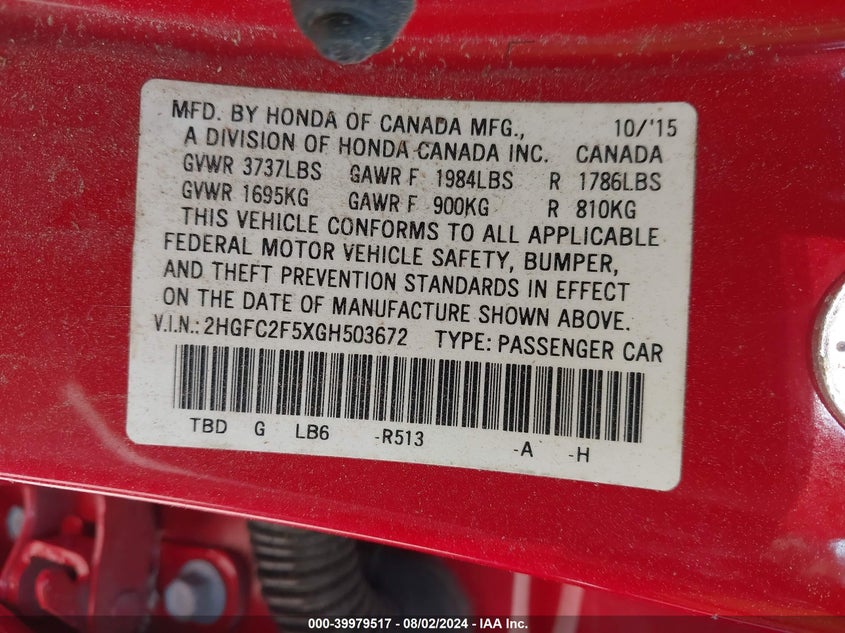 MFD. BY HONDA OF CANADA MFG., 10/'15
A DIVISION OF HONDA CANADA INC. CANADA
GVWR 3737LBS GAWR F 1984LBS R 1786LBS
GVWR 1695KG GAWR F 900KG R 810KG
THIS VEHICLE CONFORMS TO ALL APPLICABLE
FEDERAL MOTOR VEHICLE SAFETY, BUMPER,
AND THEFT PREVENTION STANDARDS IN EFFECT
ON THE DATE OF MANUFACTURE SHOWN ABOVE.
V.I.N.: 2HGFC2F5XGH503672 TYPE: PASSENGER CAR
TBD G LB6 -R513 -A -H
000-39979517 - 08/02/2024 - IAA Inc.